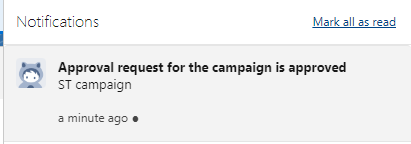 Notifications
Mark all as read
Approval request for the campaign is approved
ST campaign
a minute ago